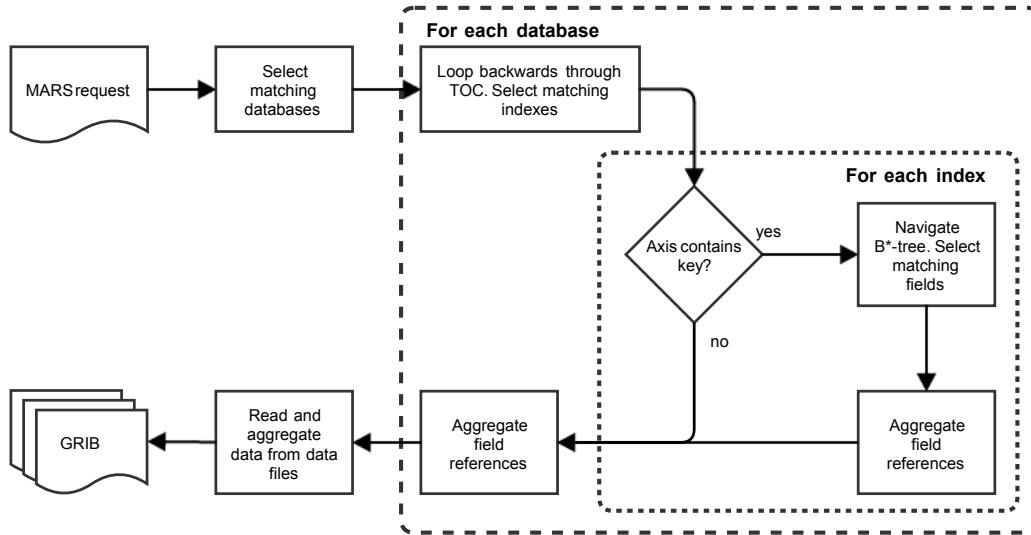 For each database
MARS request
Select
matching
databases
Loop backwards through
TOC. Select matching
indexes
For each index
Axis contains
key?
yes
Navigate
B*-tree. Select
matching
fields
no
GRIB
Read and
aggregate
data from data
files
Aggregate
field
references
Aggregate
field
references